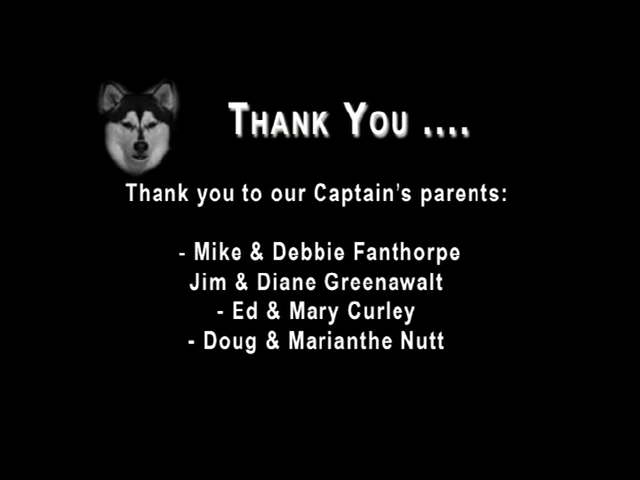 THANK YOU ....
Thank you to our Captain's parents:
- Mike & Debbie Fanthorpe
Jim & Diane Greenawalt
- Ed & Mary Curley
- Doug & Marianthe Nutt